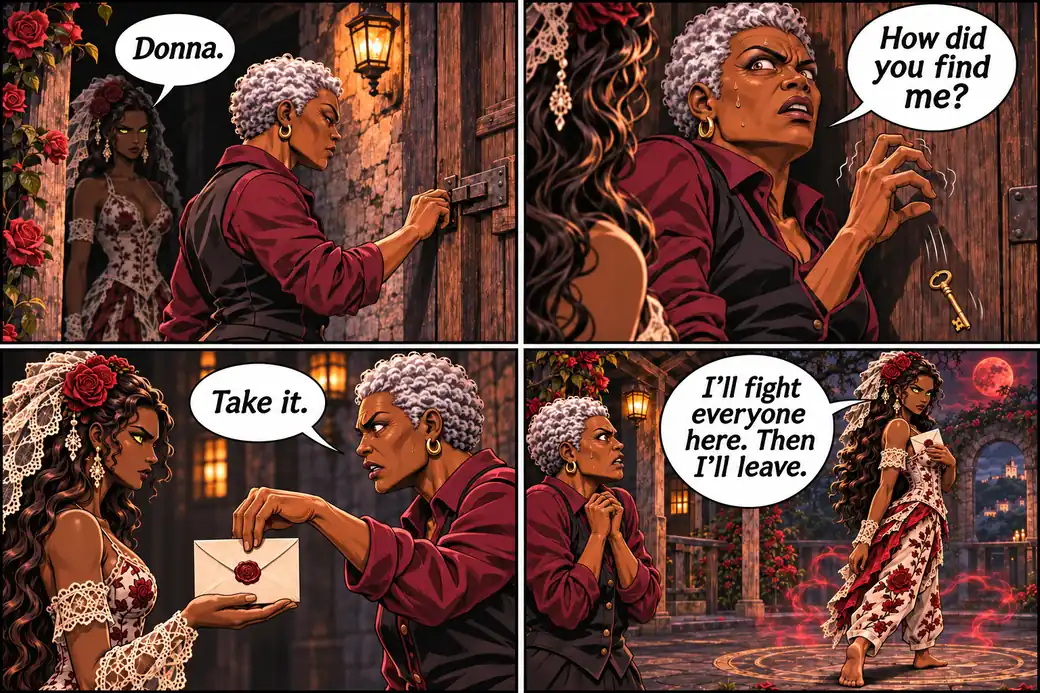 Donna.
How did
you find
me?
Take it.
I'll fight
everyone
here. Then
I'll leave.